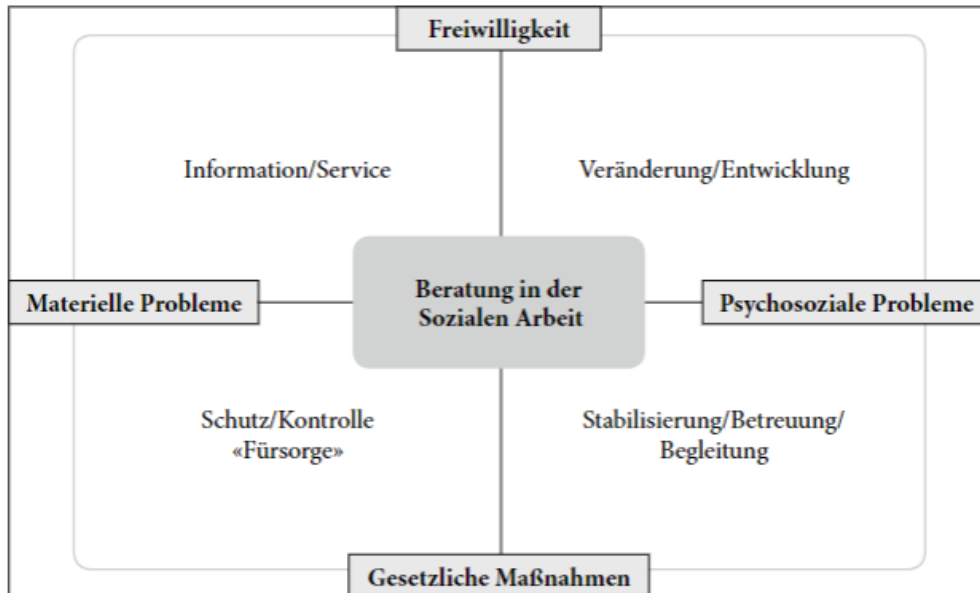 Freiwilligkeit
Information/Service
Veränderung/Entwicklung
Materielle Probleme
Beratung in der
Sozialen Arbeit
Psychosoziale Probleme
Schutz/Kontrolle
«Fürsorge»
Stabilisierung/Betreuung/
Begleitung
Gesetzliche Maßnahmen